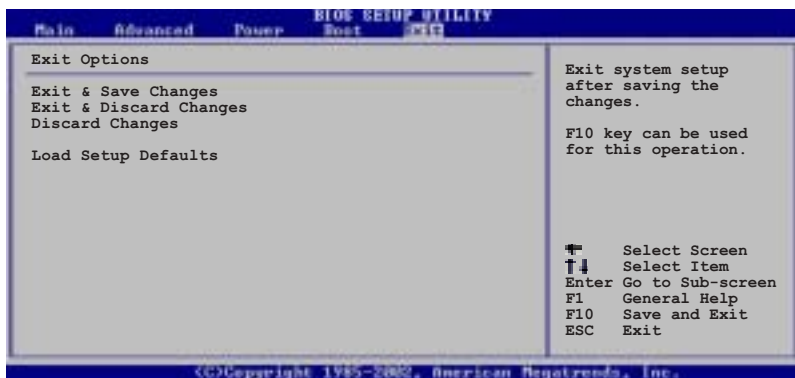 BIOS SETUP UTILITY
Main Advanced Power Boot Exit
Exit Options
Exit & Save Changes
Exit & Discard Changes
Discard Changes
Load Setup Defaults
Exit system setup
after saving the
changes.
F10 key can be used
for this operation.
Select Screen
↑↓ Select Item
Enter Go to Sub-screen
F1 General Help
F10 Save and Exit
ESC Exit
(C)Copyright 1985-2002, American Megatrends, Inc.